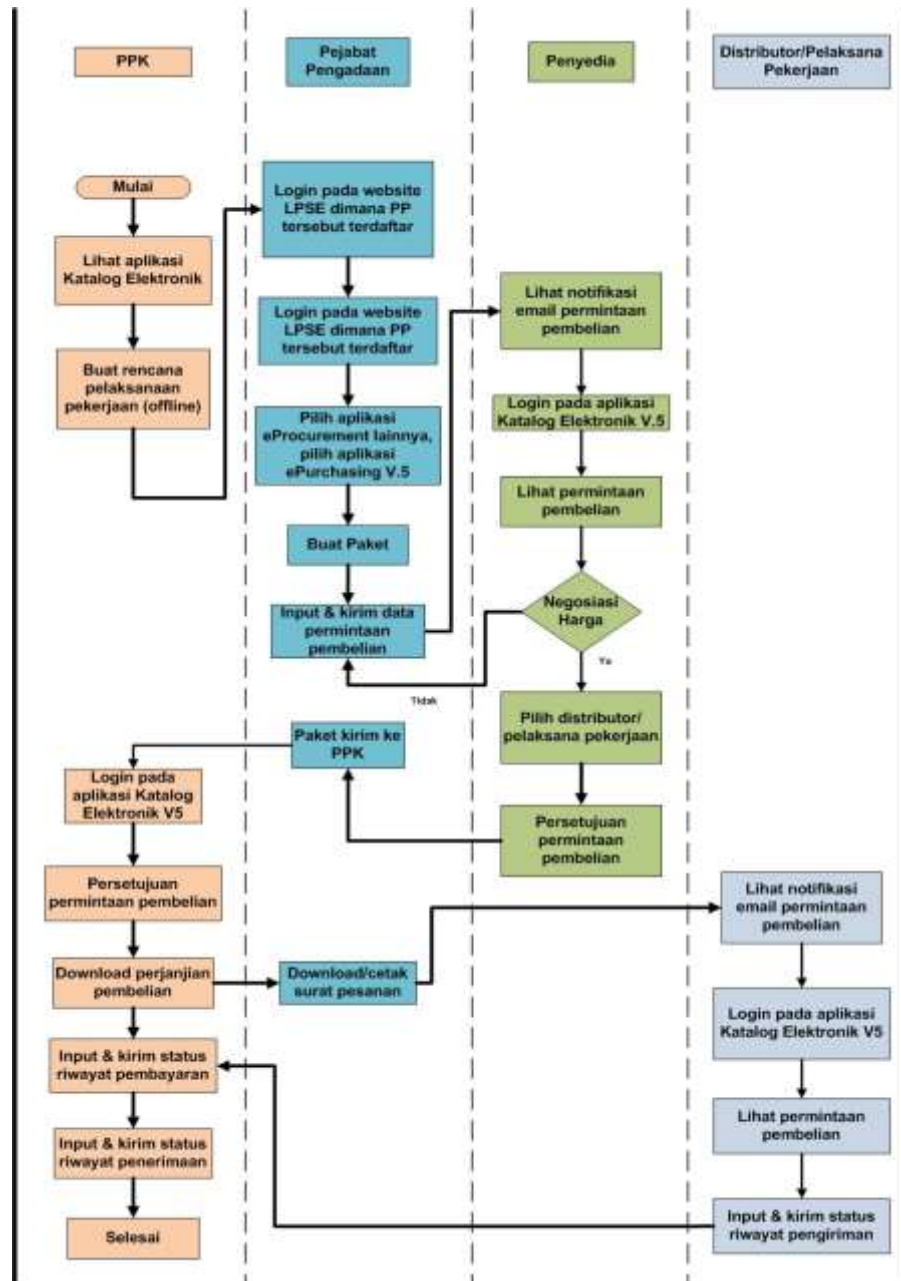 PPK
Pejabat
Pengadaan
Penyedia
Distributor/Pelaksana
Pekerjaan
Mulai
Lihat aplikasi
Katalog Elektronik
Buat rencana
pelaksanaan
pekerjaan (offline)
Login pada website
LPSE dimana PP
tersebut terdaftar
Login pada website
LPSE dimana PP
tersebut terdaftar
Pilih aplikasi
eProcurement lainnya,
pilih aplikasi
ePurchasing V.5
Buat Paket
Input & kirim data
permintaan
pembelian
Lihat notifikasi
email permintaan
pembelian
Login pada aplikasi
Katalog Elektronik V.5
Lihat permintaan
pembelian
Negosiasi
Harga
Ya
Tidak
Pilih distributor/
pelaksana pekerjaan
Persetujuan
permintaan
pembelian
Paket kirim ke
PPK
Login pada
aplikasi Katalog
Elektronik V5
Persetujuan
permintaan pembelian
Download perjanjian
pembelian
Download/cetak
surat pesanan
Lihat notifikasi
email permintaan
pembelian
Login pada aplikasi
Katalog Elektronik V5
Lihat permintaan
pembelian
Input & kirim status
riwayat pengiriman
Input & kirim status
riwayat pembayaran
Input & kirim status
riwayat penerimaan
Selesai